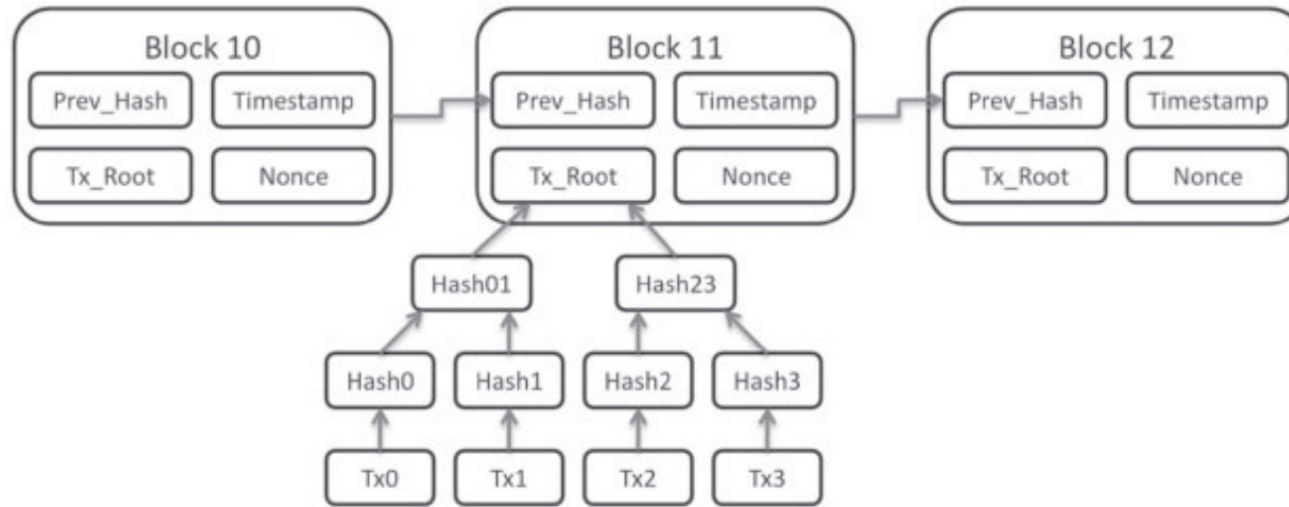 Block 10
Block 11
Block 12
Prev_Hash
Timestamp
Prev_Hash
Timestamp
Prev_Hash
Timestamp
Tx_Root
Nonce
Tx_Root
Nonce
Tx_Root
Nonce
Hash01
Hash23
Hash0
Hash1
Hash2
Hash3
Tx0
Tx1
Tx2
Tx3